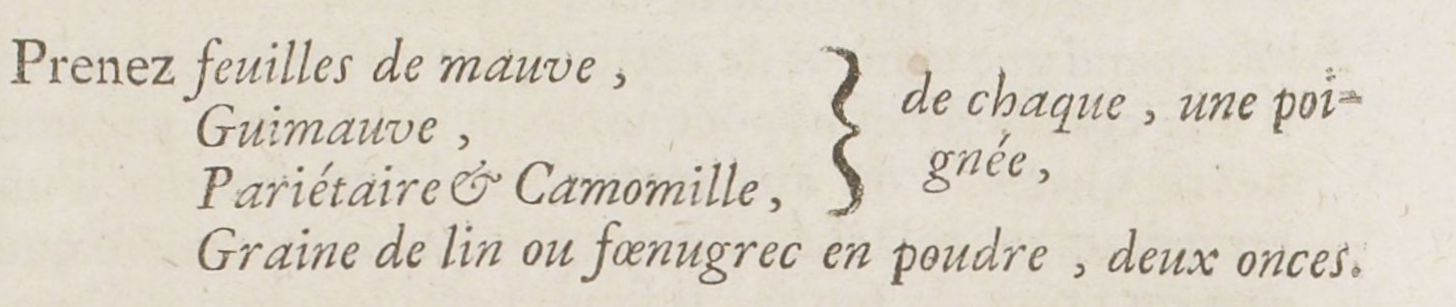 Prenez feuilles de mauve ,
Guimauve ,
Pariétaire & Camomille ,
} de chaque , une poi-
gnée ,
Graine de lin ou fœnugrec en poudre , deux onces.